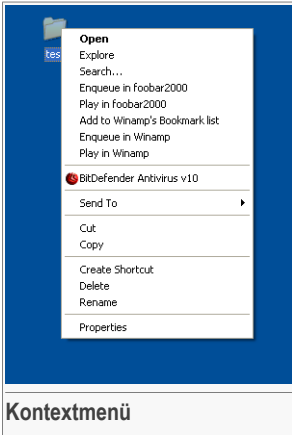 Open
Explore
Search...
Enqueue in foobar2000
Play in foobar2000
Add to Winamp's Bookmark list
Enqueue in Winamp
Play in Winamp
BitDefender Antivirus v10
Send To
Cut
Copy
Create Shortcut
Delete
Rename
Properties
Kontextmenü